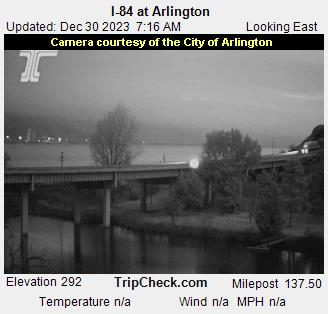 I-84 at Arlington
Updated: Dec 30 2023 7:16 AM Looking East
Camera courtesy of the City of Arlington
Elevation 292 TripCheck.com Milepost 137.50
Temperature n/a Wind n/a MPH n/a